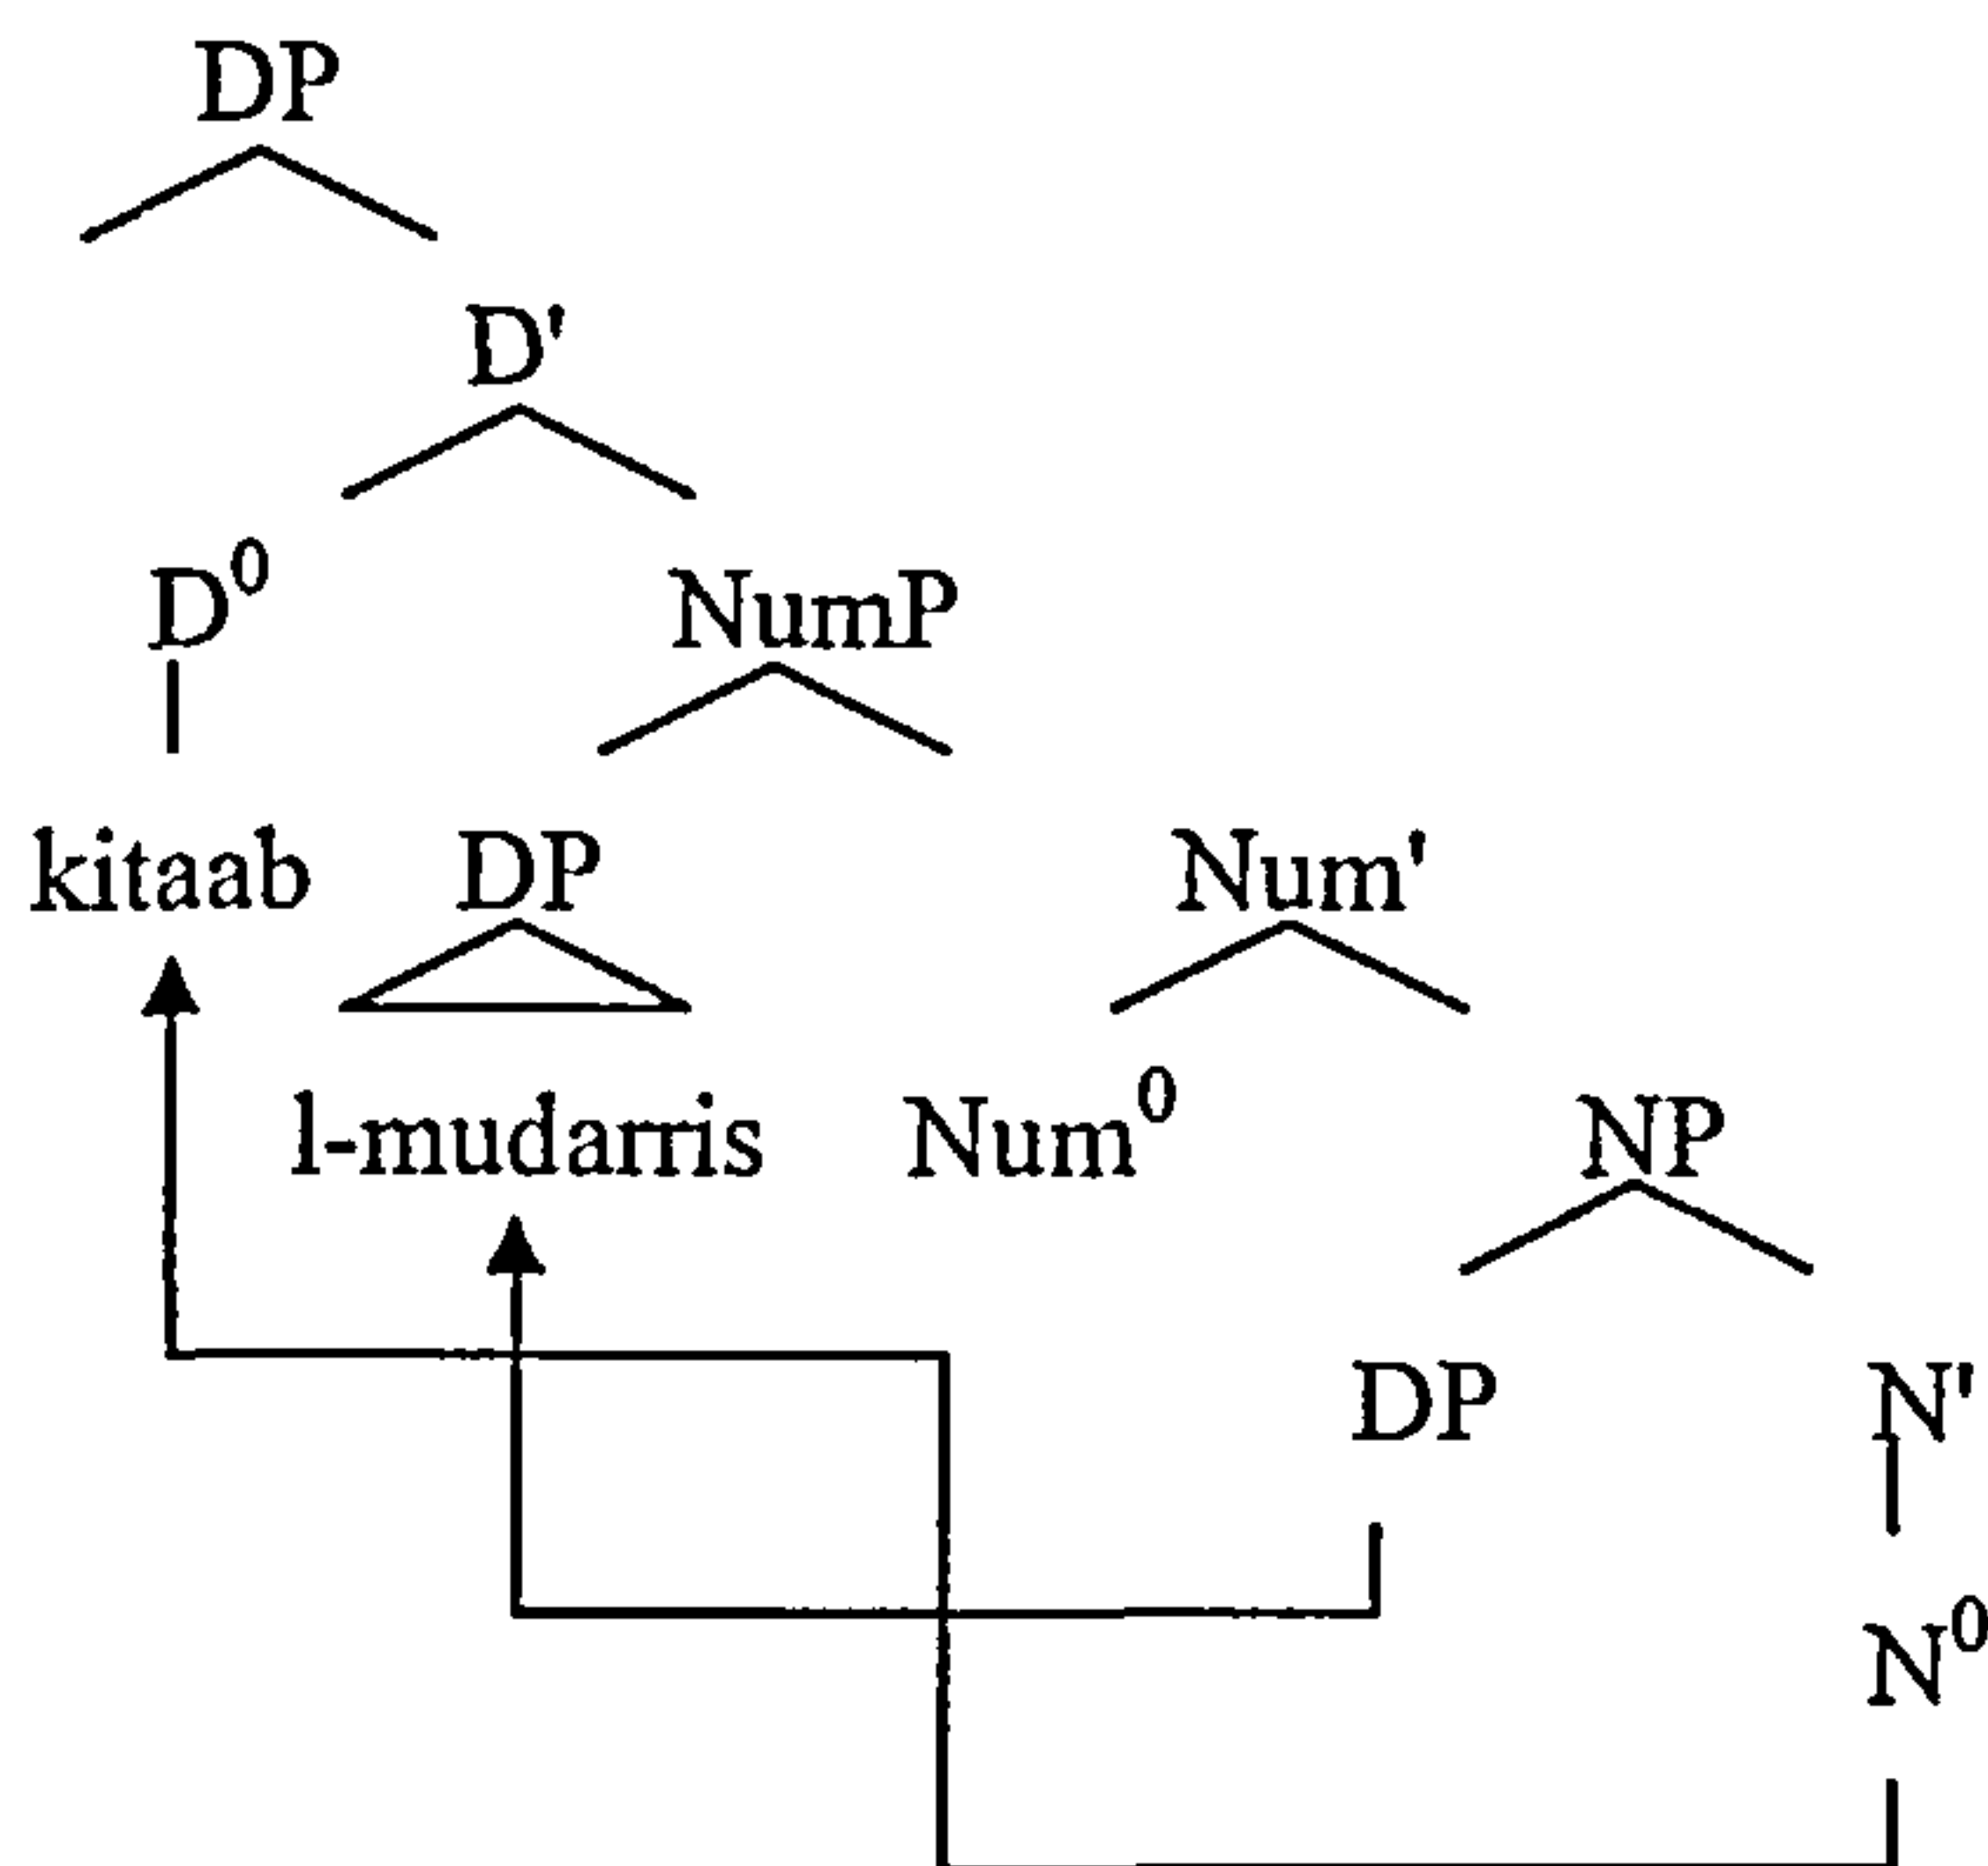 DP
D'
D⁰ NumP
kitaab DP Num'
l-mudarris Num⁰ NP
DP N'
N⁰